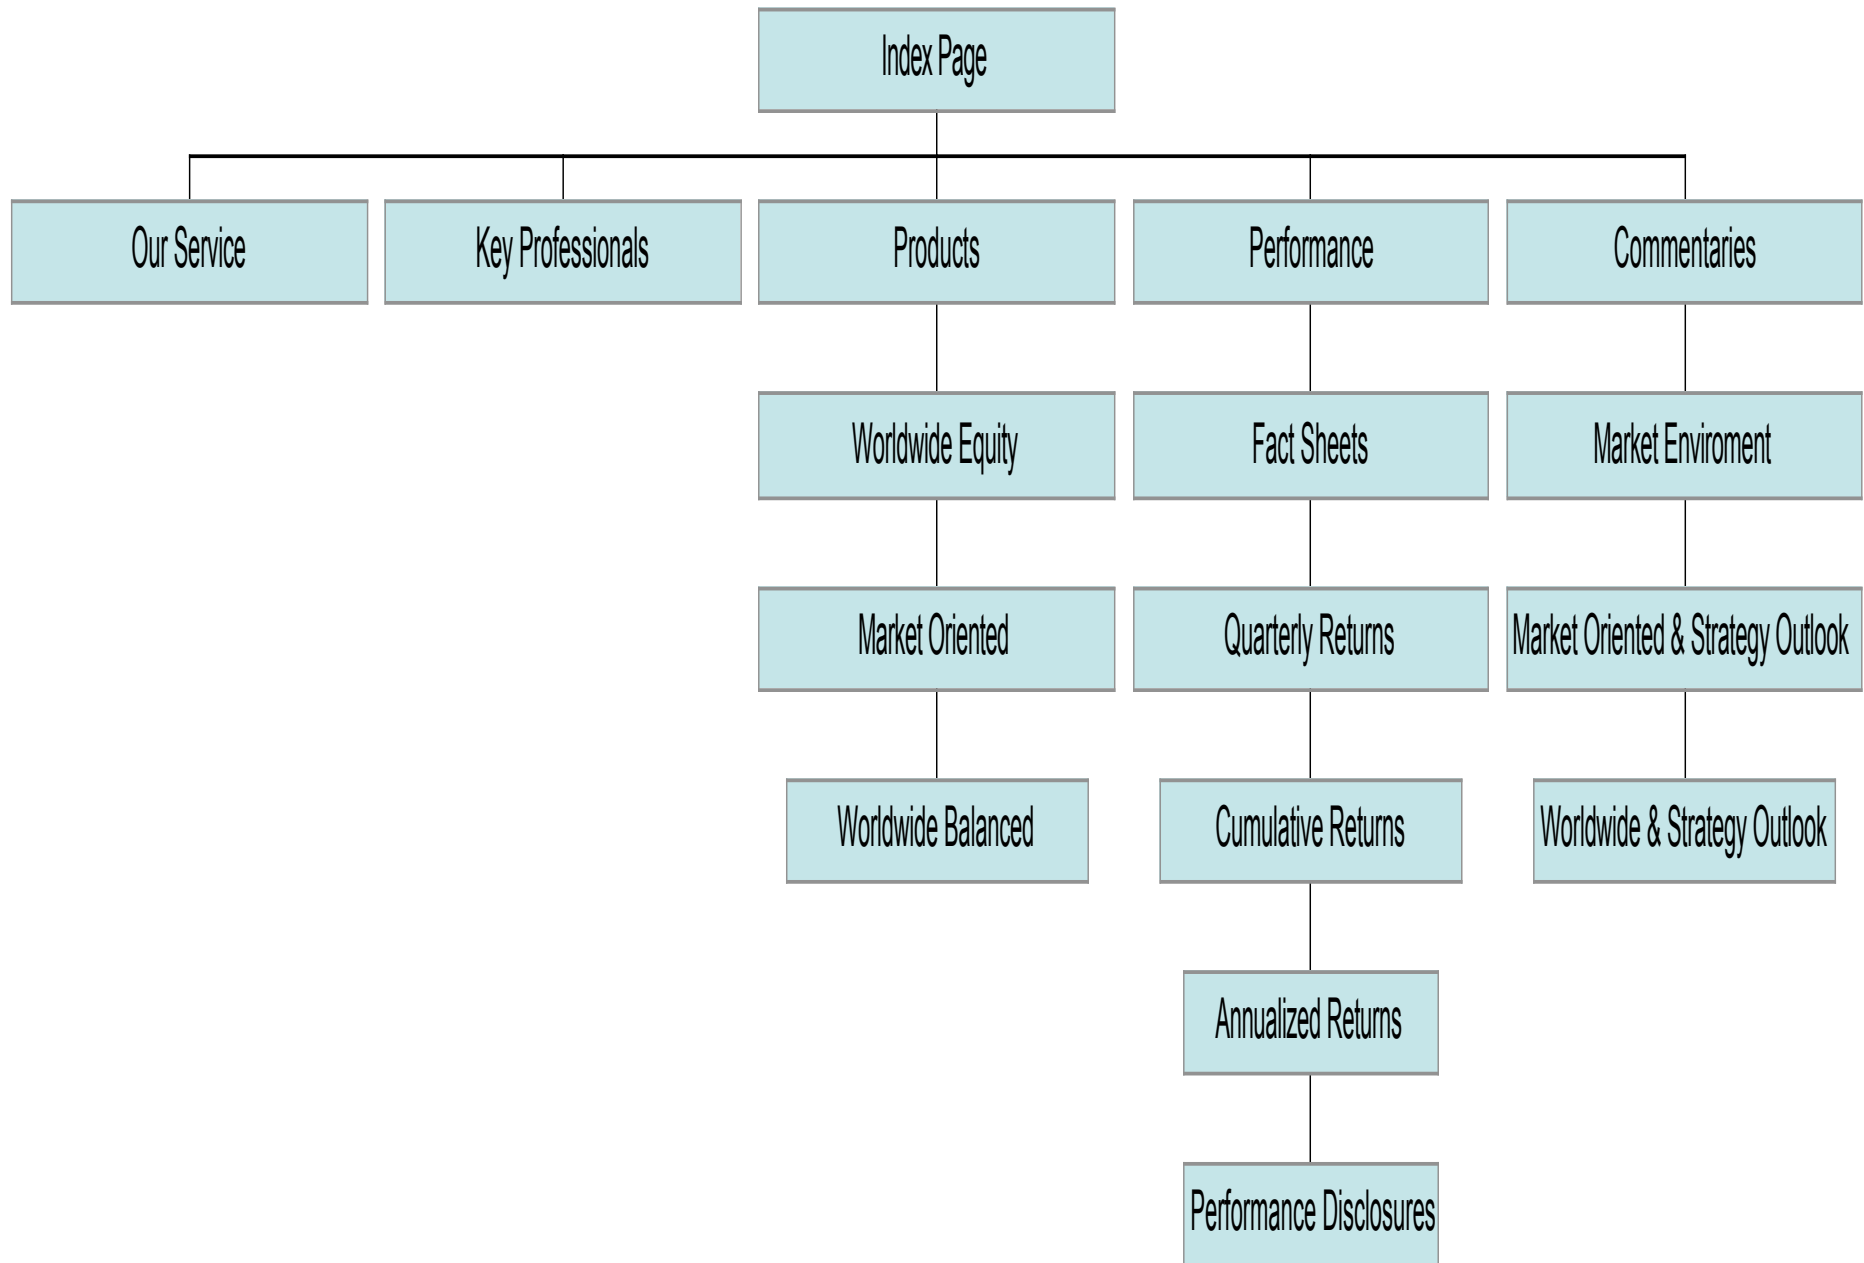 Index Page
Our Service
Key Professionals
Products
Performance
Commentaries
Worldwide Equity
Fact Sheets
Market Enviroment
Market Oriented
Quarterly Returns
Market Oriented & Strategy Outlook
Worldwide Balanced
Cumulative Returns
Worldwide & Strategy Outlook
Annualized Returns
Performance Disclosures